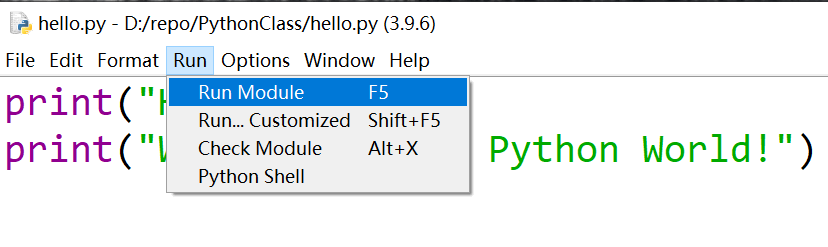 hello.py - D:/repo/PythonClass/hello.py (3.9.6)
File Edit Format Run Options Window Help
Run Module F5
Run... Customized Shift+F5
Check Module Alt+X
Python Shell
print("
print(" Python World!")